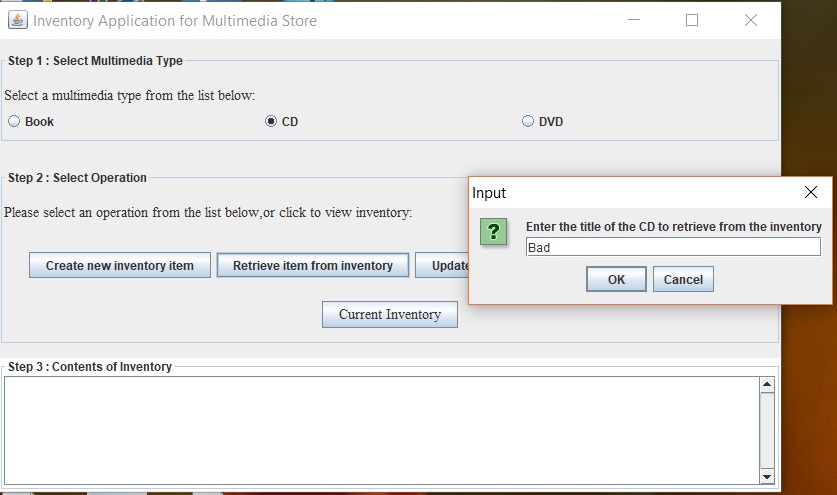 Inventory Application for Multimedia Store
Step 1 : Select Multimedia Type
Select a multimedia type from the list below:
Book CD DVD
Step 2 : Select Operation
Please select an operation from the list below,or click to view inventory:
Create new inventory item Retrieve item from inventory Update
Current Inventory
Input
? Enter the title of the CD to retrieve from the inventory
Bad
OK Cancel
Step 3 : Contents of Inventory